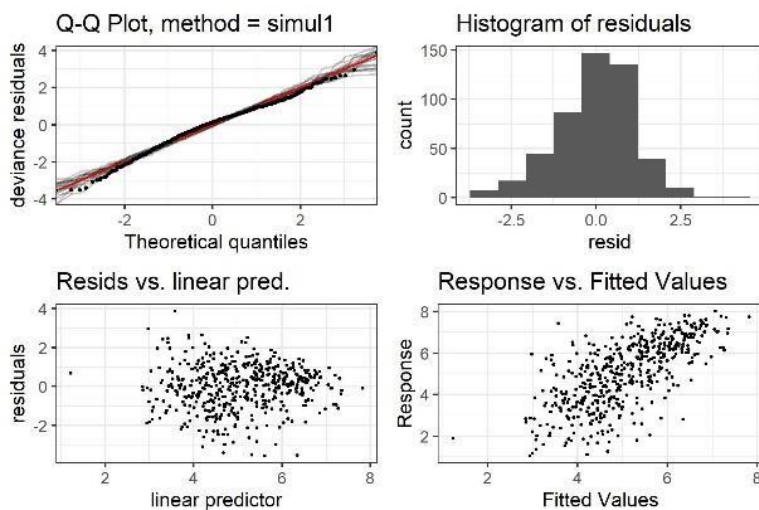 Q-Q Plot, method = simul1
4
2
0
-2
-4
deviance residuals
-2
0
2
Theoretical quantiles
Histogram of residuals
150
100
50
0
count
-2.5
0.0
2.5
resid
Resids vs. linear pred.
4
2
0
-2
residuals
2
4
6
8
linear predictor
Response vs. Fitted Values
8
6
4
2
Response
2
4
6
8
Fitted Values